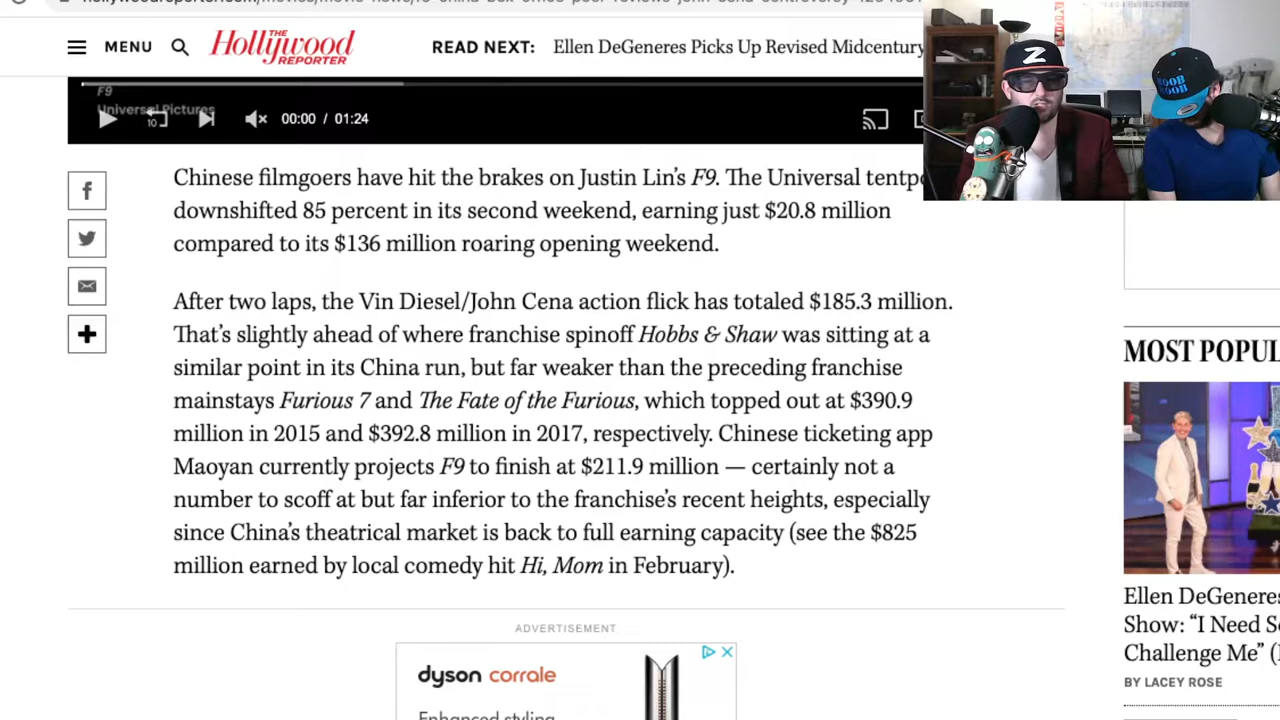 MENU
THE
Hollywood
REPORTER
READ NEXT: Ellen DeGeneres Picks Up Revised Midcentury
Z
NOOB
NOOB
F9
Universal Pictures
10
00:00 / 01:24
Chinese filmgoers have hit the brakes on Justin Lin's F9. The Universal
downshifted 85 percent in its second weekend, earning just $20.8 million
compared to its $136 million roaring opening weekend.
After two laps, the Vin Diesel/John Cena action flick has totaled $185.3 million.
That's slightly ahead of where franchise spinoff Hobbs & Shaw was sitting at a
similar point in its China run, but far weaker than the preceding franchise
mainstays Furious 7 and The Fate of the Furious, which topped out at $390.9
million in 2015 and $392.8 million in 2017, respectively. Chinese ticketing app
Maoyan currently projects F9 to finish at $211.9 million — certainly not a
number to scoff at but far inferior to the franchise's recent heights, especially
since China's theatrical market is back to full earning capacity (see the $825
million earned by local comedy hit Hi, Mom in February).
ADVERTISEMENT
dyson corrale
Enhanced styling
MOST POPUL
Ellen DeGeneres
Show: "I Need
Challenge Me"
BY LACEY ROSE